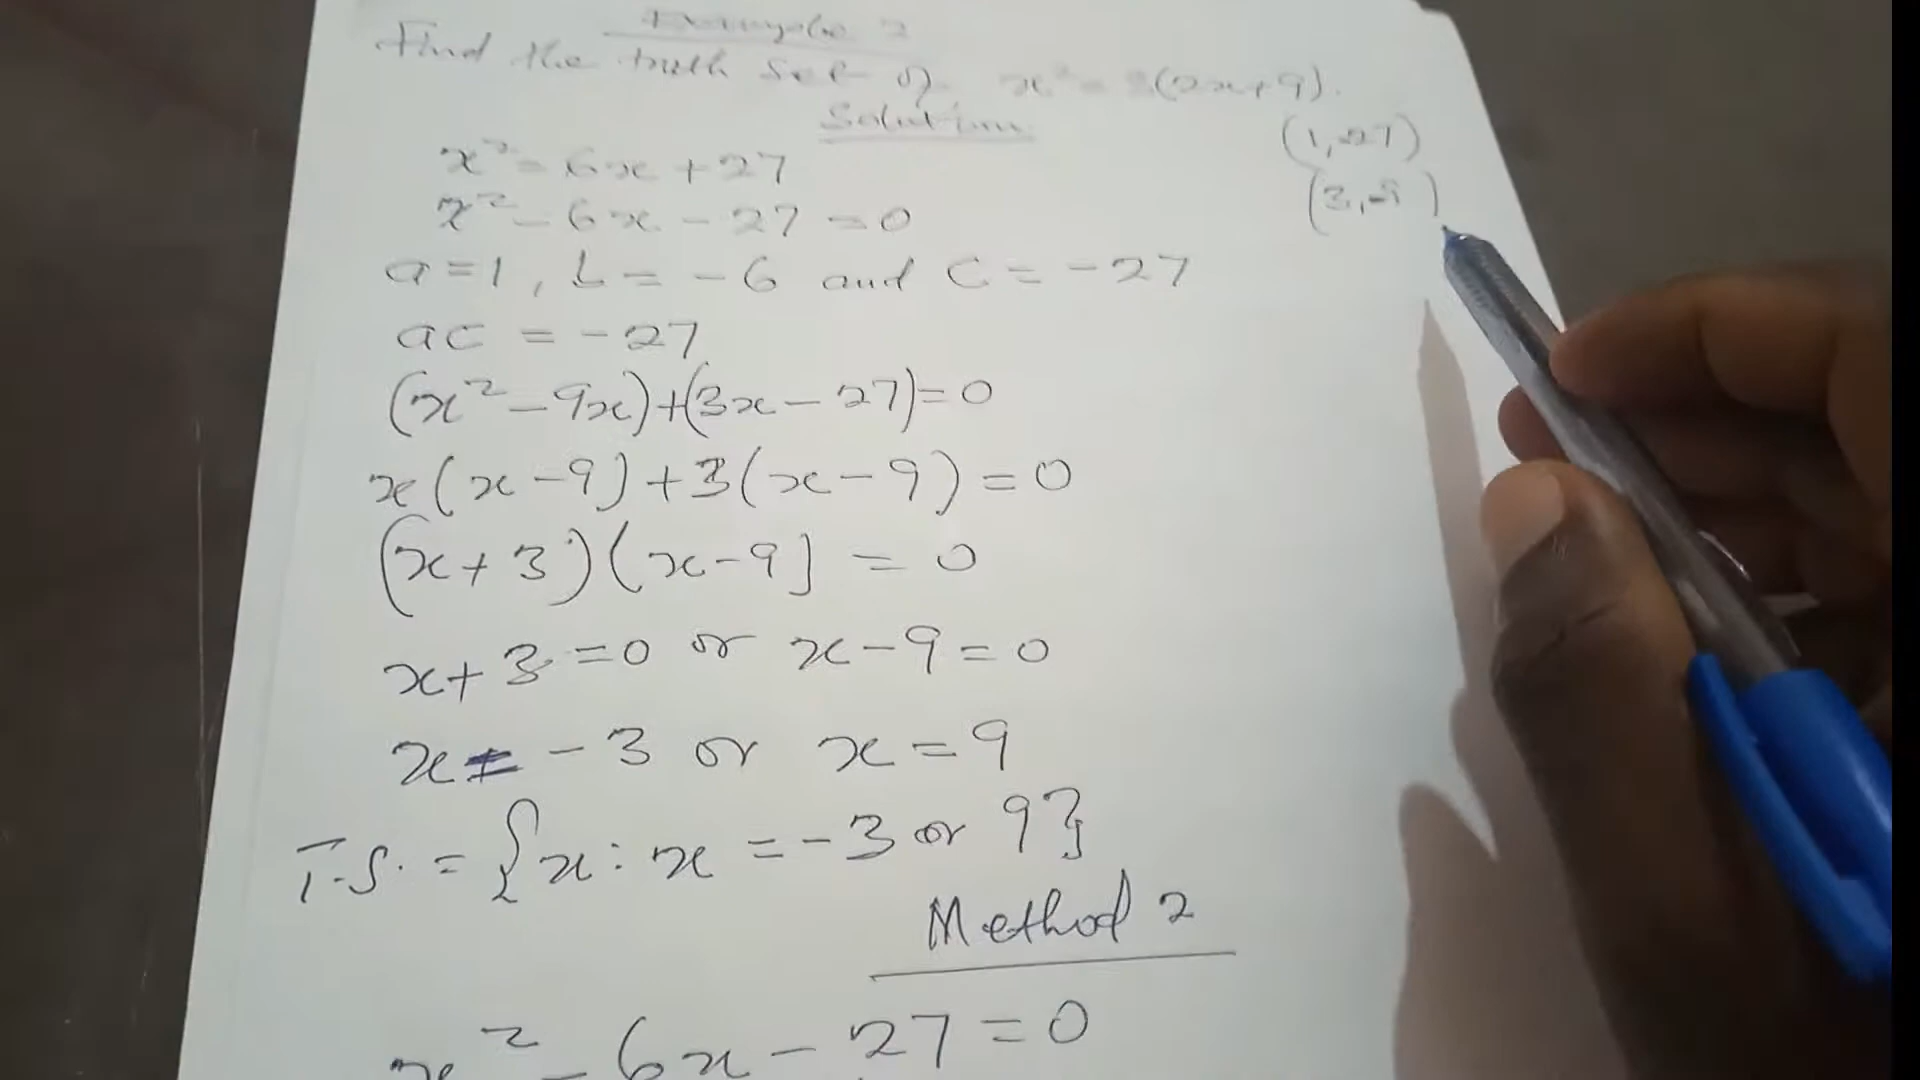 Example 2
Find the truth set of x² = 3(2x+9).
Solution
(1,-27)
x² = 6x + 27
(3,-9)
x² - 6x - 27 = 0
a = 1, b = -6 and c = -27
ac = -27
(x² - 9x) + (3x - 27) = 0
x(x - 9) + 3(x - 9) = 0
(x + 3)(x - 9) = 0
x + 3 = 0 or x - 9 = 0
x = -3 or x = 9
T.S. = {x : x = -3 or 9}
Method 2
x² - 6x - 27 = 0